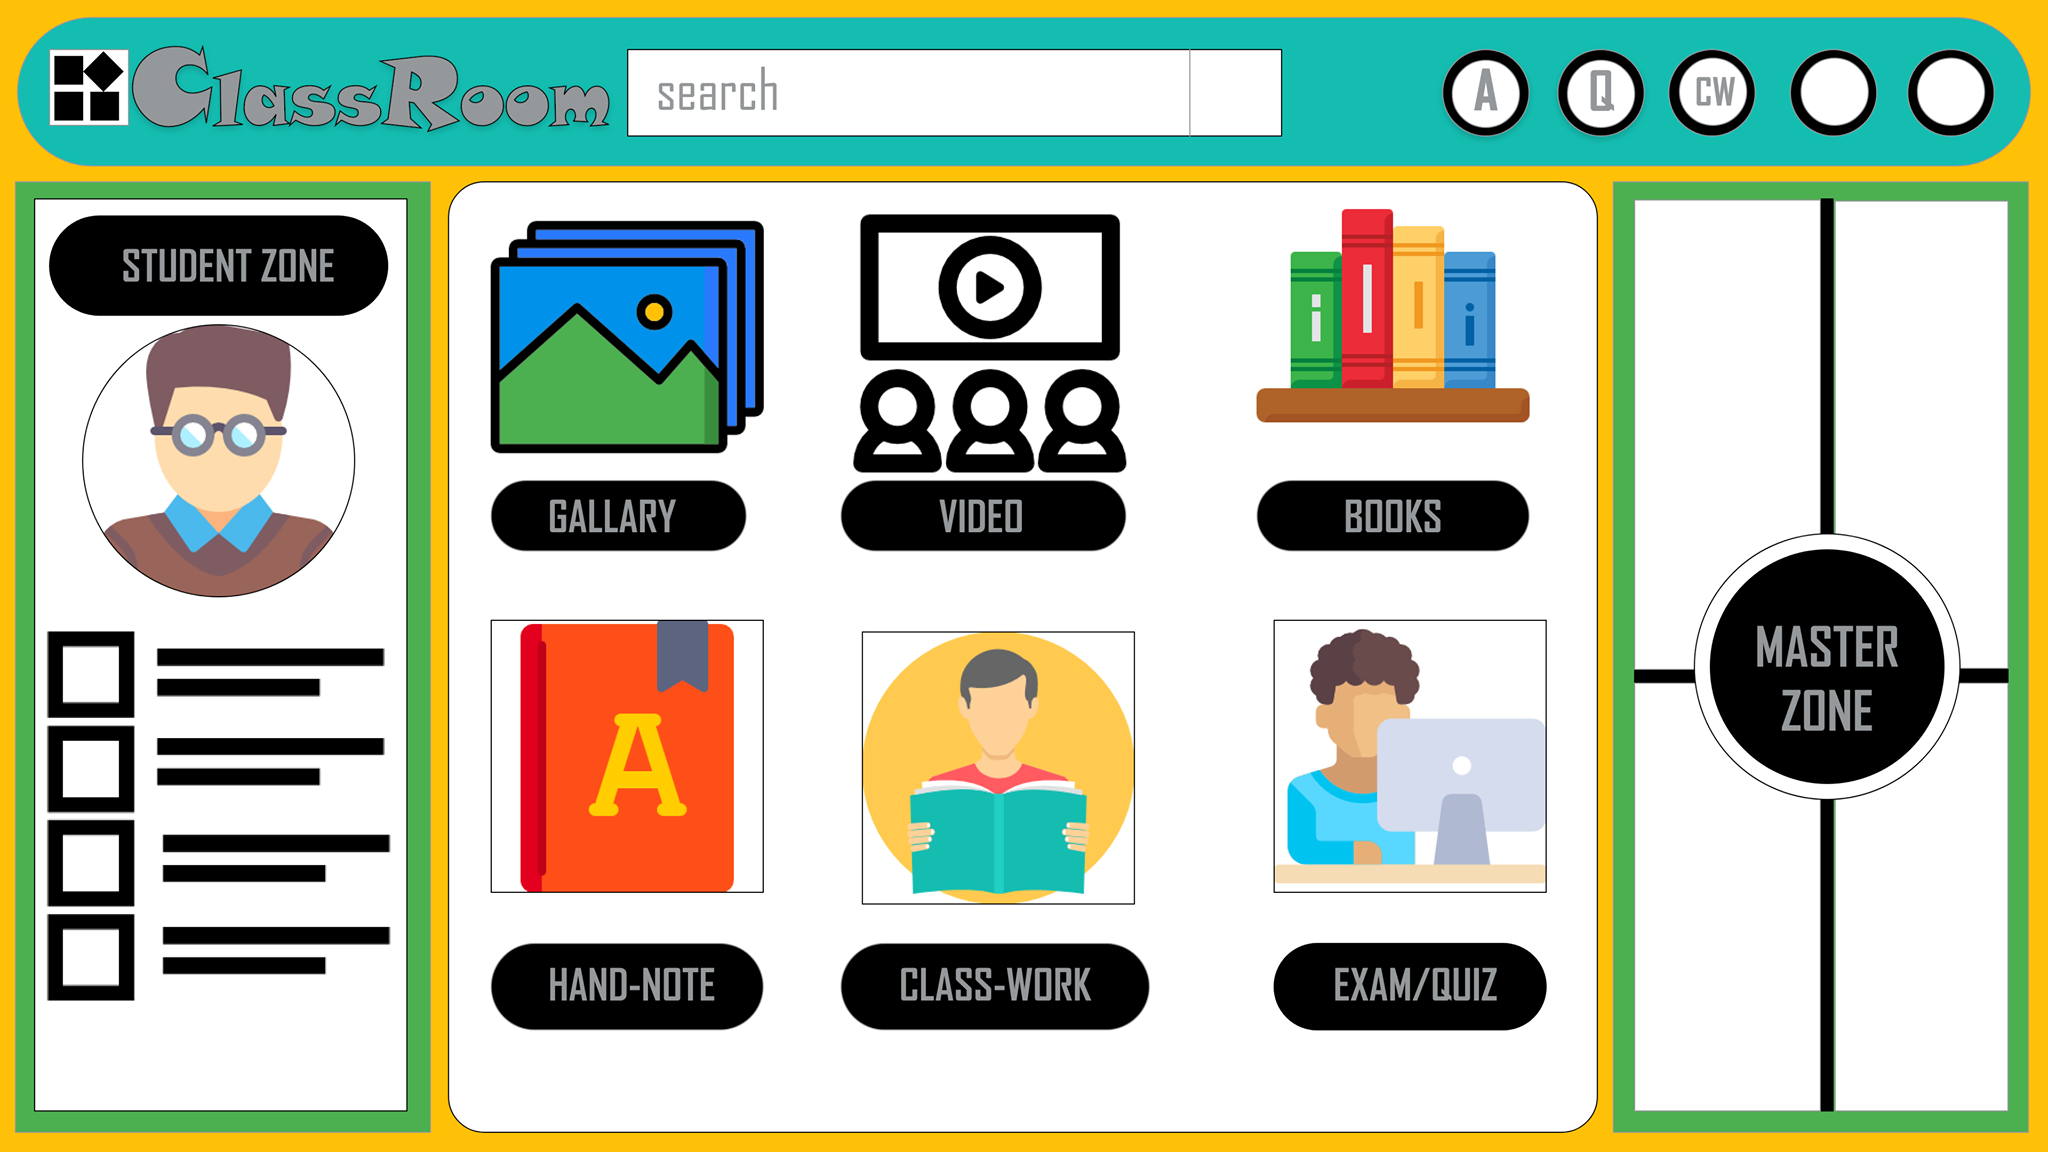 ClassRoom
search
A
Q
CW
STUDENT ZONE
GALLARY
VIDEO
BOOKS
A
HAND-NOTE
CLASS-WORK
EXAM/QUIZ
MASTER
ZONE